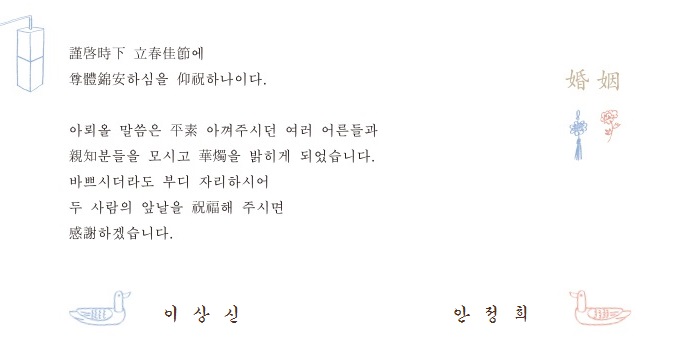 謹啓時下 立春佳節에
尊體錦安하심을 仰祝하나이다.
아뢰올 말씀은 平素 아껴주시던 여러 어른들과
親知분들을 모시고 華燭을 밝히게 되었습니다.
바쁘시더라도 부디 자리하시어
두 사람의 앞날을 祝福해 주시면
感謝하겠습니다.
婚姻
이상신
안정희